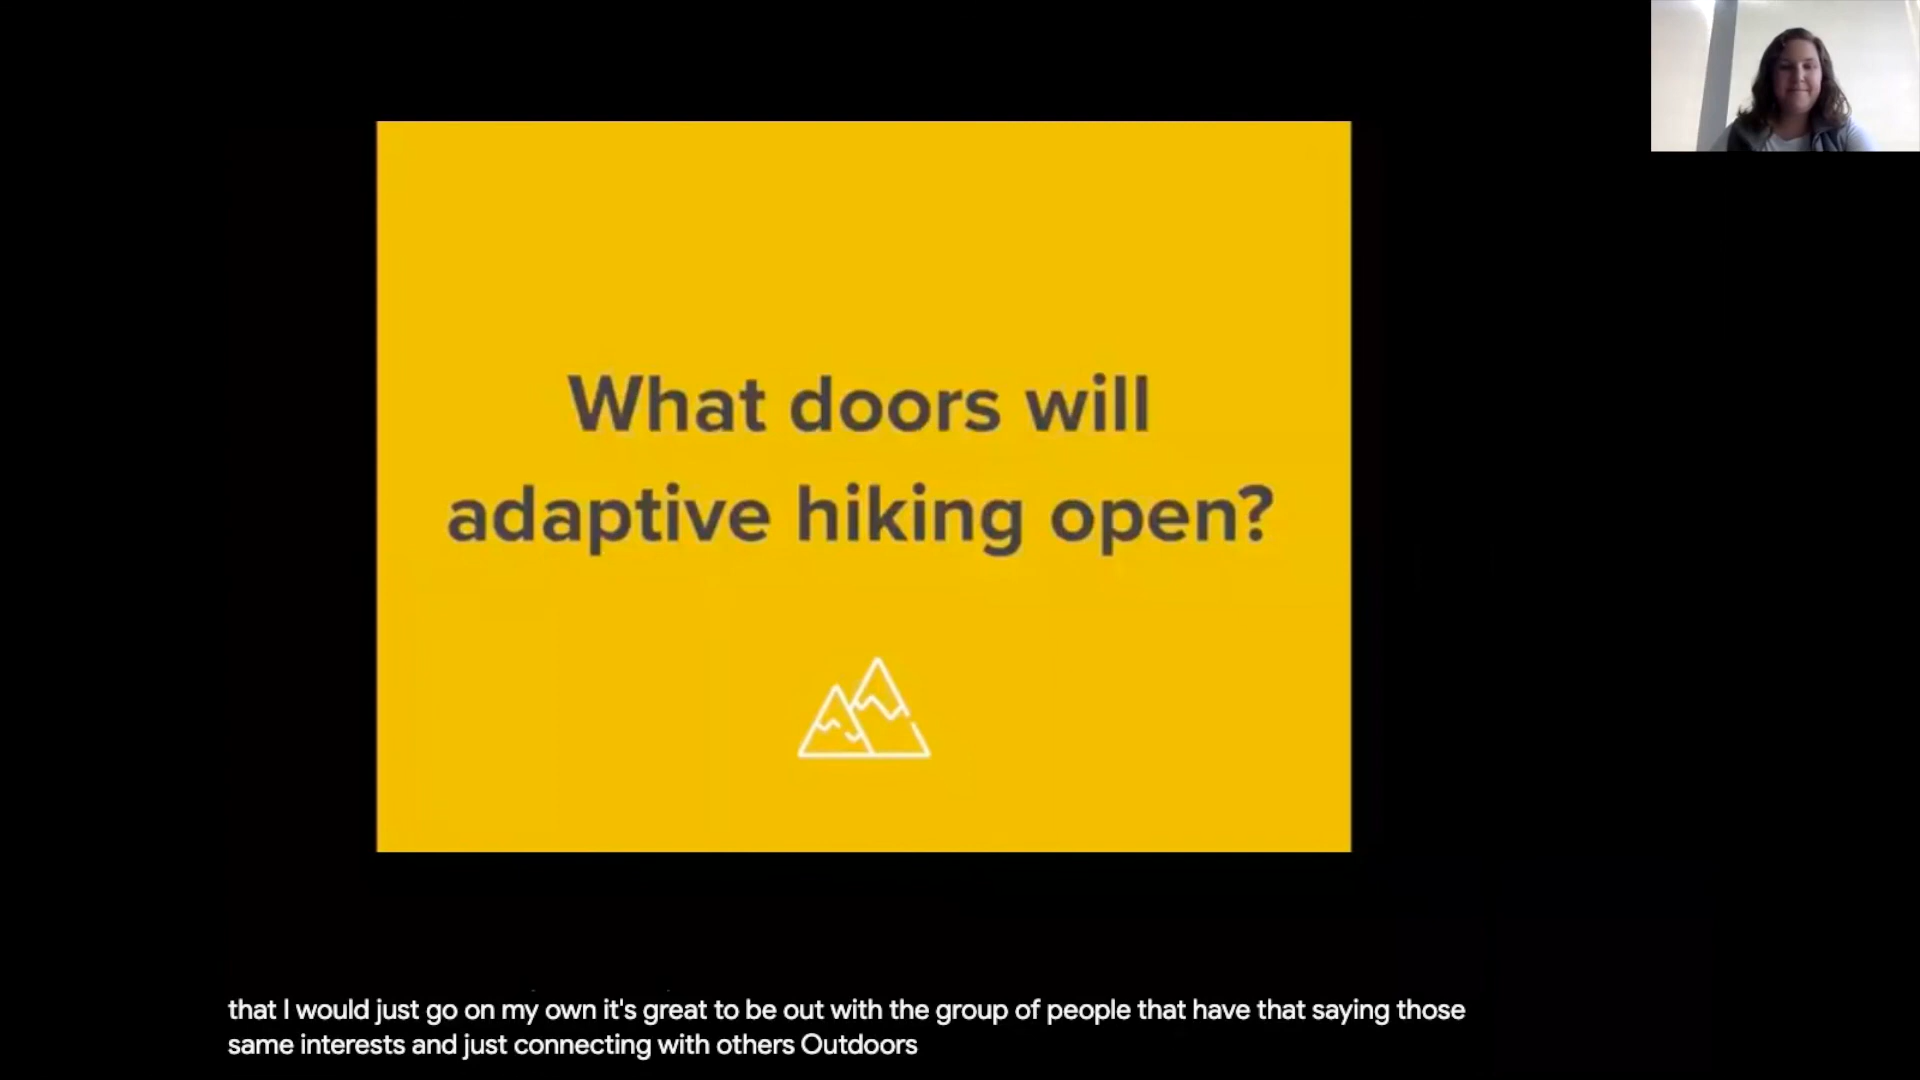 What doors will
adaptive hiking open?
that I would just go on my own it's great to be out with the group of people that have that saying those
same interests and just connecting with others Outdoors